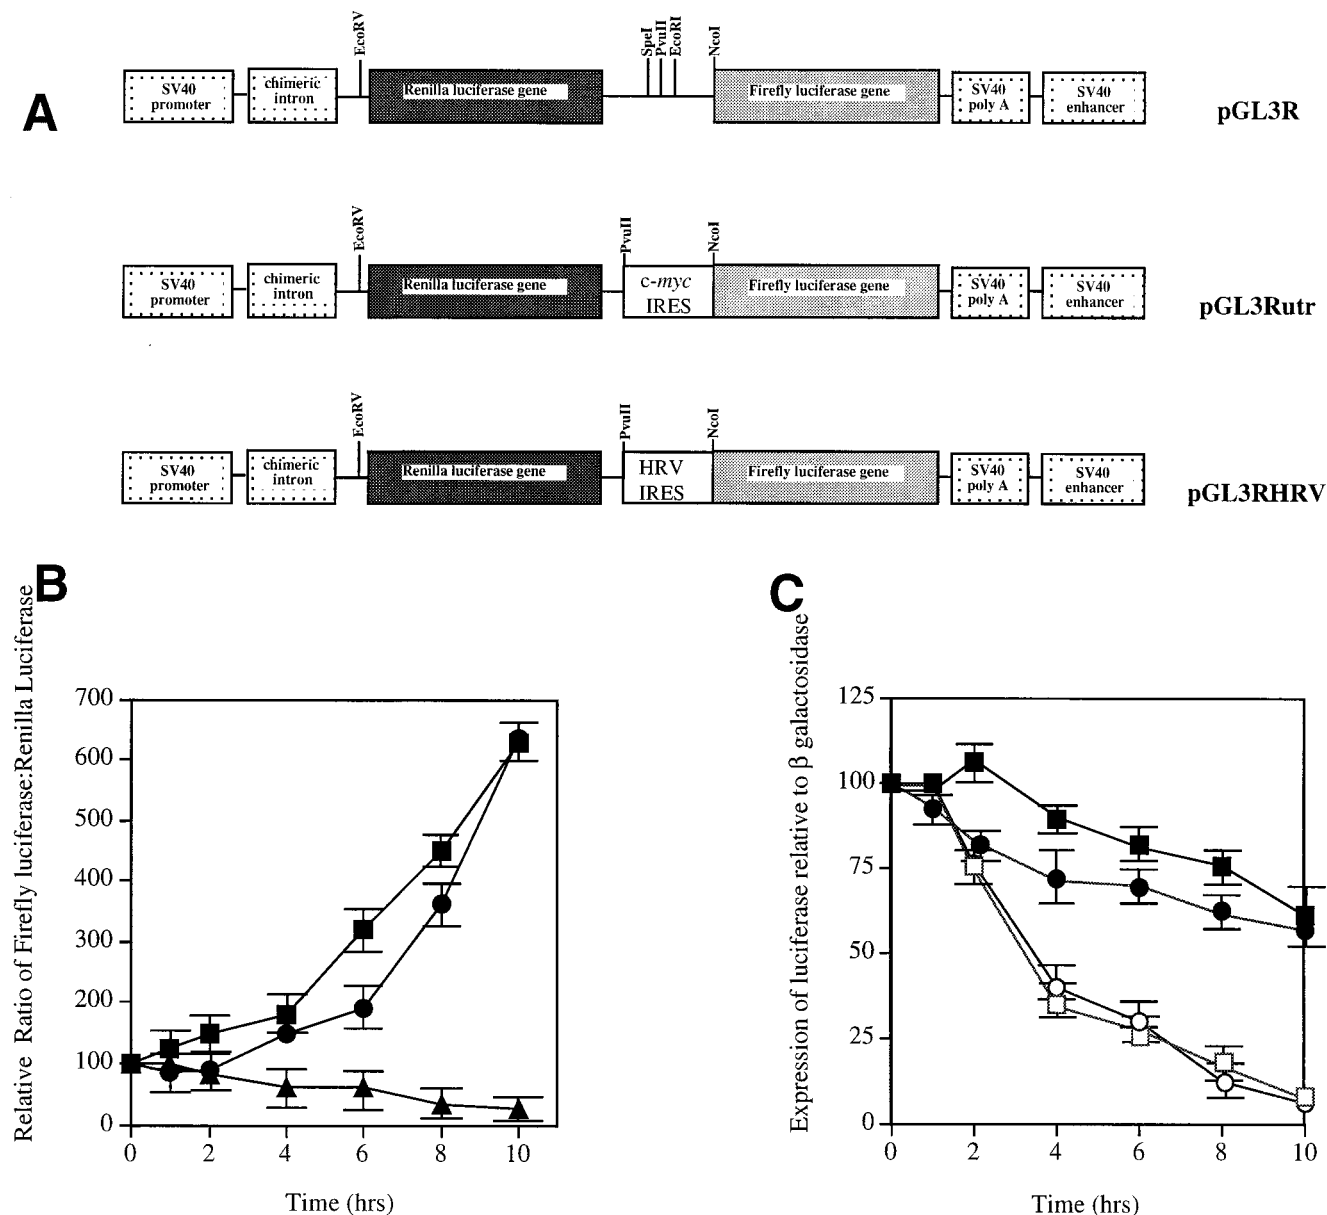 A
EcoRV
SpeI
PvuII
EcoRI
NcoI
SV40 promoter
chimeric intron
Renilla luciferase gene
Firefly luciferase gene
SV40 poly A
SV40 enhancer
pGL3R
EcoRV
PvuII
NcoI
SV40 promoter
chimeric intron
Renilla luciferase gene
c-myc IRES
Firefly luciferase gene
SV40 poly A
SV40 enhancer
pGL3Rutr
EcoRV
PvuII
NcoI
SV40 promoter
chimeric intron
Renilla luciferase gene
HRV IRES
Firefly luciferase gene
SV40 poly A
SV40 enhancer
pGL3RHRV
B
Relative Ratio of Firefly luciferase:Renilla Luciferase
700
600
500
400
300
200
100
0
0 2 4 6 8 10
Time (hrs)
C
Expression of luciferase relative to β galactosidase
125
100
75
50
25
0
0 2 4 6 8 10
Time (hrs)